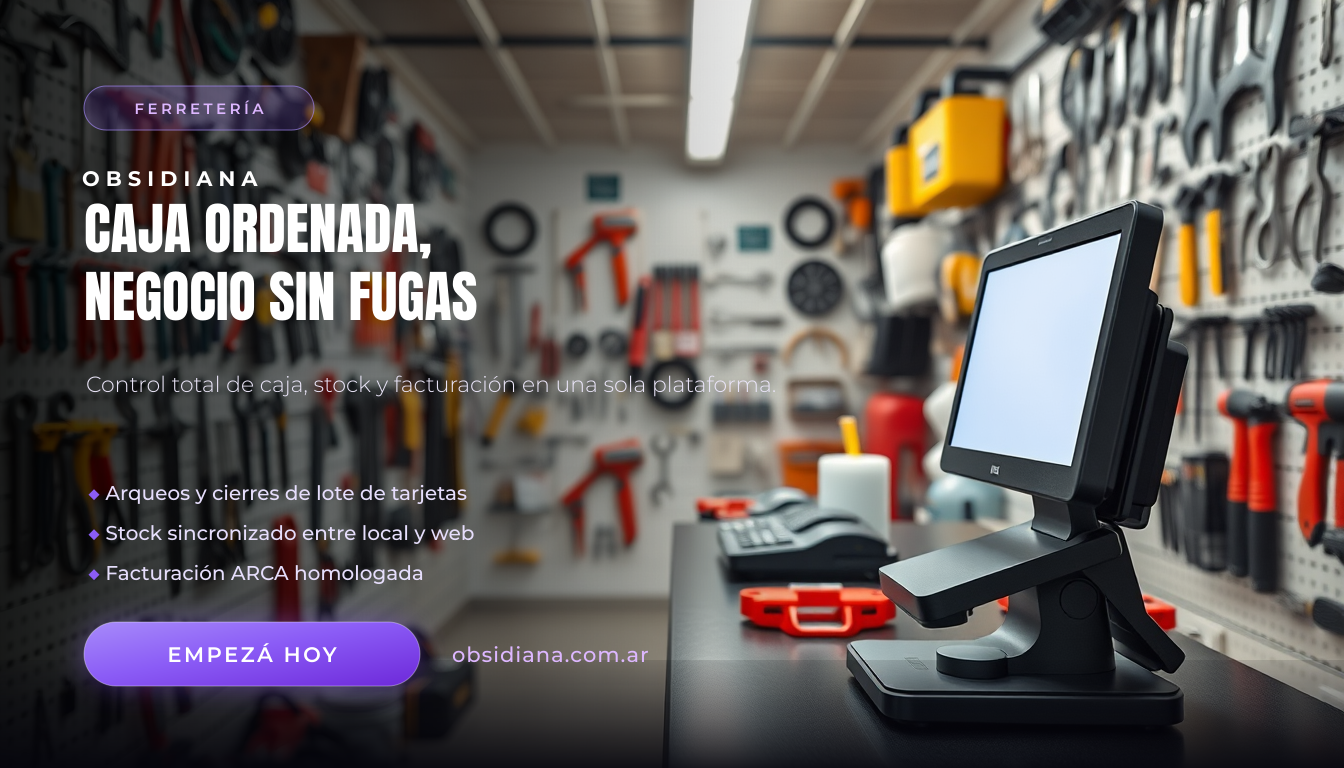 FERRETERÍA
OBSIDIANA
CAJA ORDENADA,
NEGOCIO SIN FUGAS
Control total de caja, stock y facturación en una sola plataforma.
Arqueos y cierres de lote de tarjetas
Stock sincronizado entre local y web
Facturación ARCA homologada
EMPEZÁ HOY
obsidiana.com.ar